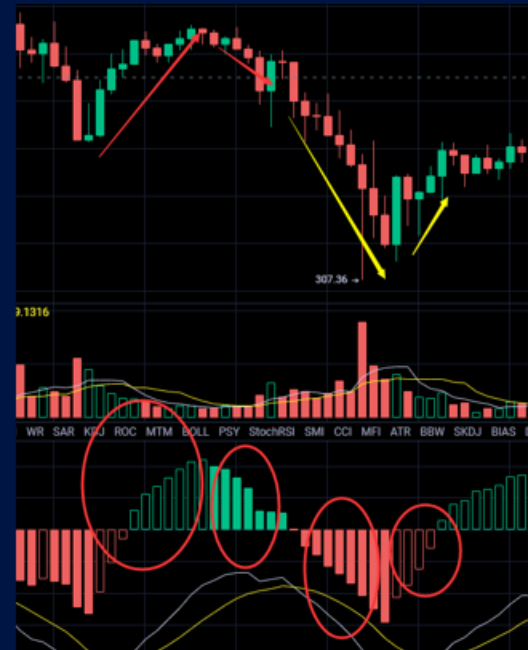 307.36
9.1316
WR SAR KDJ ROC MTM BOLL PSY StochRSI SMI CCI MFI ATR BBW SKDJ BIAS